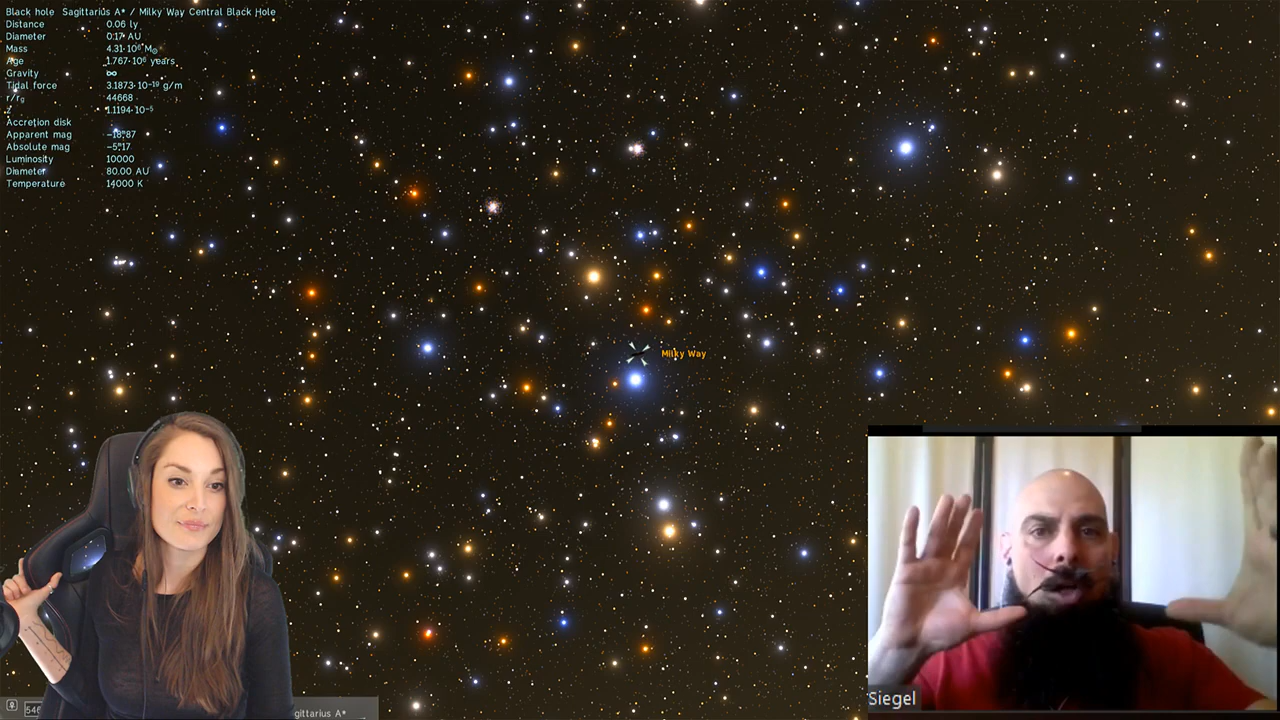 Black hole Sagittarius A* / Milky Way Central Black Hole
Distance 0.06 ly
Diameter 0.17 AU
Mass 4.31·10⁶ M☉
Age 1.767·10⁶ years
Gravity ∞
Tidal force 3.1873·10⁻¹⁹ g/m
r/rg 44668
z 1.1194·10⁻⁵
Accretion disk
Apparent mag −18.87
Absolute mag −5.17
Luminosity 10000
Diameter 80.00 AU
Temperature 14000 K
Milky Way
Siegel
546
gittarius A*